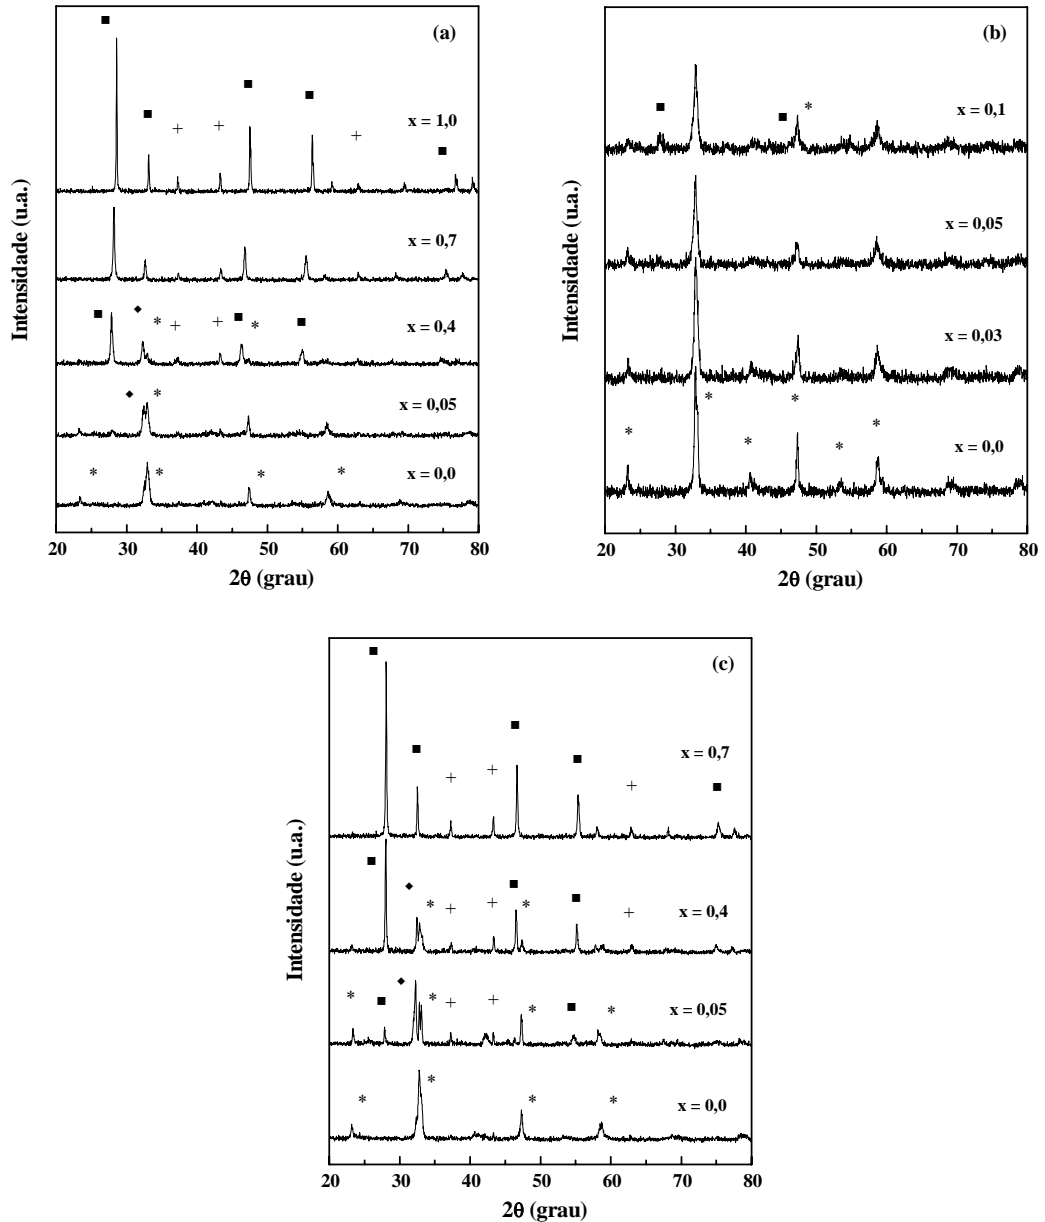 (a)
x = 1,0
x = 0,7
x = 0,4
x = 0,05
x = 0,0
Intensidade (u.a.)
20 30 40 50 60 70 80
2θ (grau)
(b)
x = 0,1
x = 0,05
x = 0,03
x = 0,0
Intensidade (u.a.)
20 30 40 50 60 70 80
2θ (grau)
(c)
x = 0,7
x = 0,4
x = 0,05
x = 0,0
Intensidade (u.a.)
20 30 40 50 60 70 80
2θ (grau)